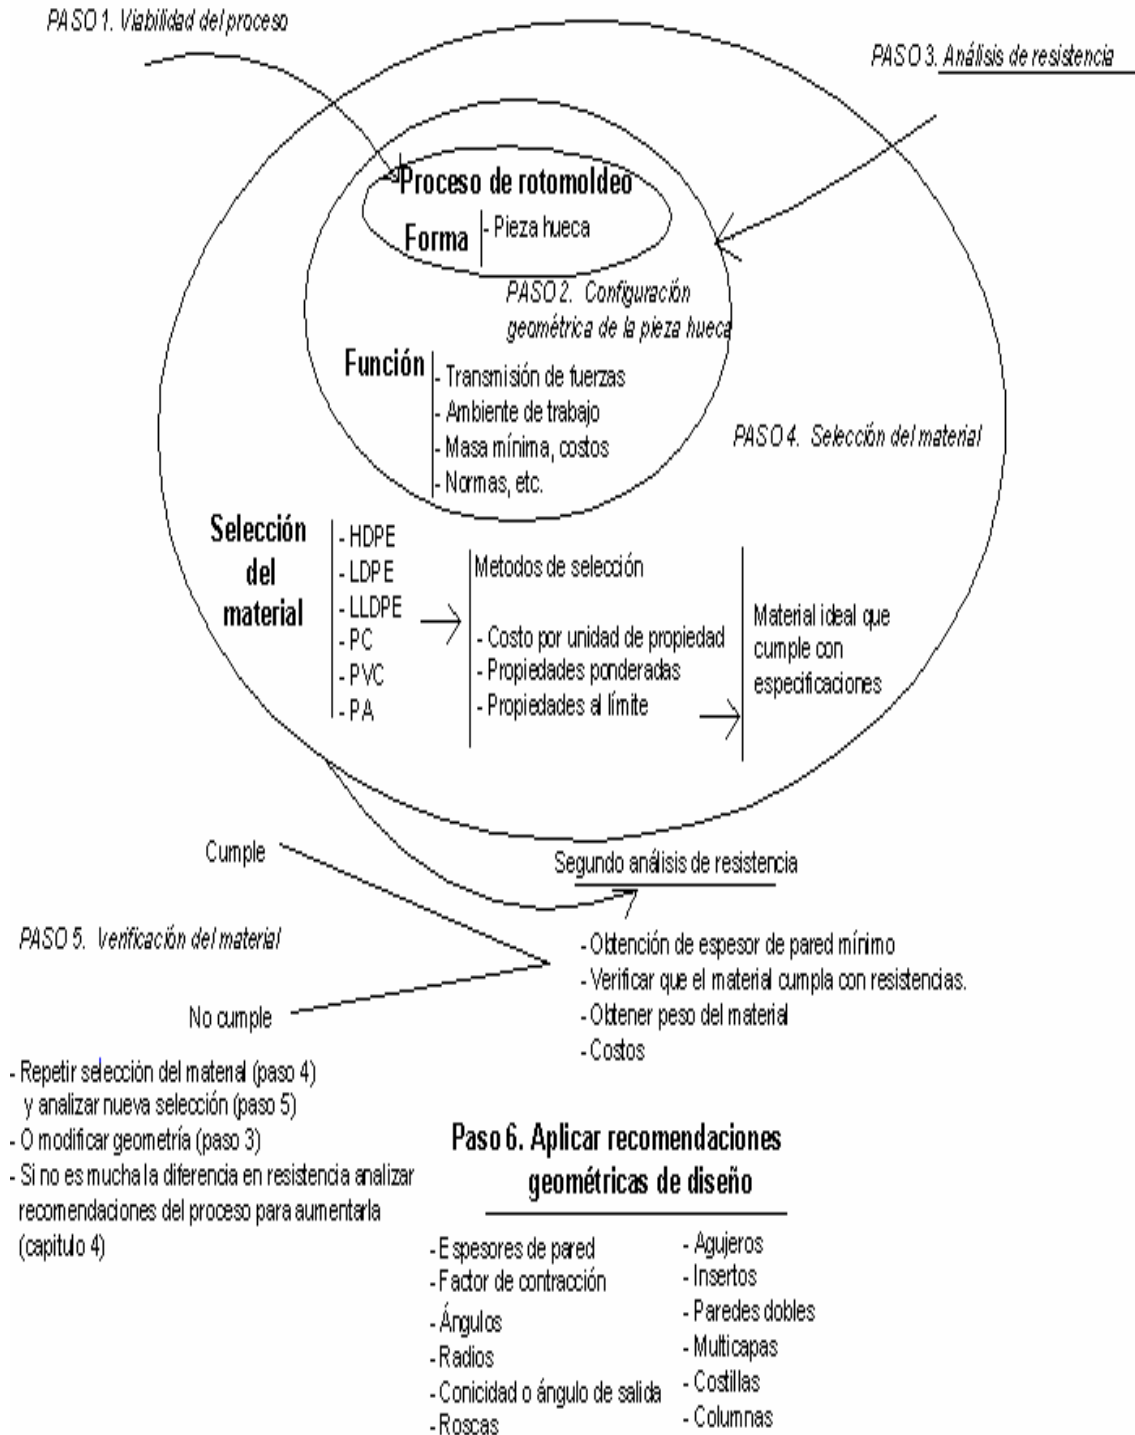 PASO 1. Viabilidad del proceso
PASO 3. Análisis de resistencia
Proceso de rotomoldeo
Forma
- Pieza hueca
PASO 2. Configuración
geométrica de la pieza hueca
Función
- Transmisión de fuerzas
- Ambiente de trabajo
- Masa mínima, costos
- Normas, etc.
PASO 4. Selección del material
Selección
del
material
- HDPE
- LDPE
- LLDPE
- PC
- PVC
- PA
Metodos de selección
- Costo por unidad de propiedad
- Propiedades ponderadas
- Propiedades al límite
Material ideal que
cumple con
especificaciones
Cumple
Segundo análisis de resistencia
PASO 5. Verificación del material
- Obtención de espesor de pared mínimo
- Verificar que el material cumpla con resistencias.
- Obtener peso del material
- Costos
No cumple
- Repetir selección del material (paso 4)
y analizar nueva selección (paso 5)
- O modificar geometría (paso 3)
- Si no es mucha la diferencia en resistencia analizar
recomendaciones del proceso para aumentarla
(capitulo 4)
Paso 6. Aplicar recomendaciones
geométricas de diseño
- Espesores de pared
- Factor de contracción
- Ángulos
- Radios
- Conicidad o ángulo de salida
- Roscas
- Agujeros
- Insertos
- Paredes dobles
- Multicapas
- Costillas
- Columnas